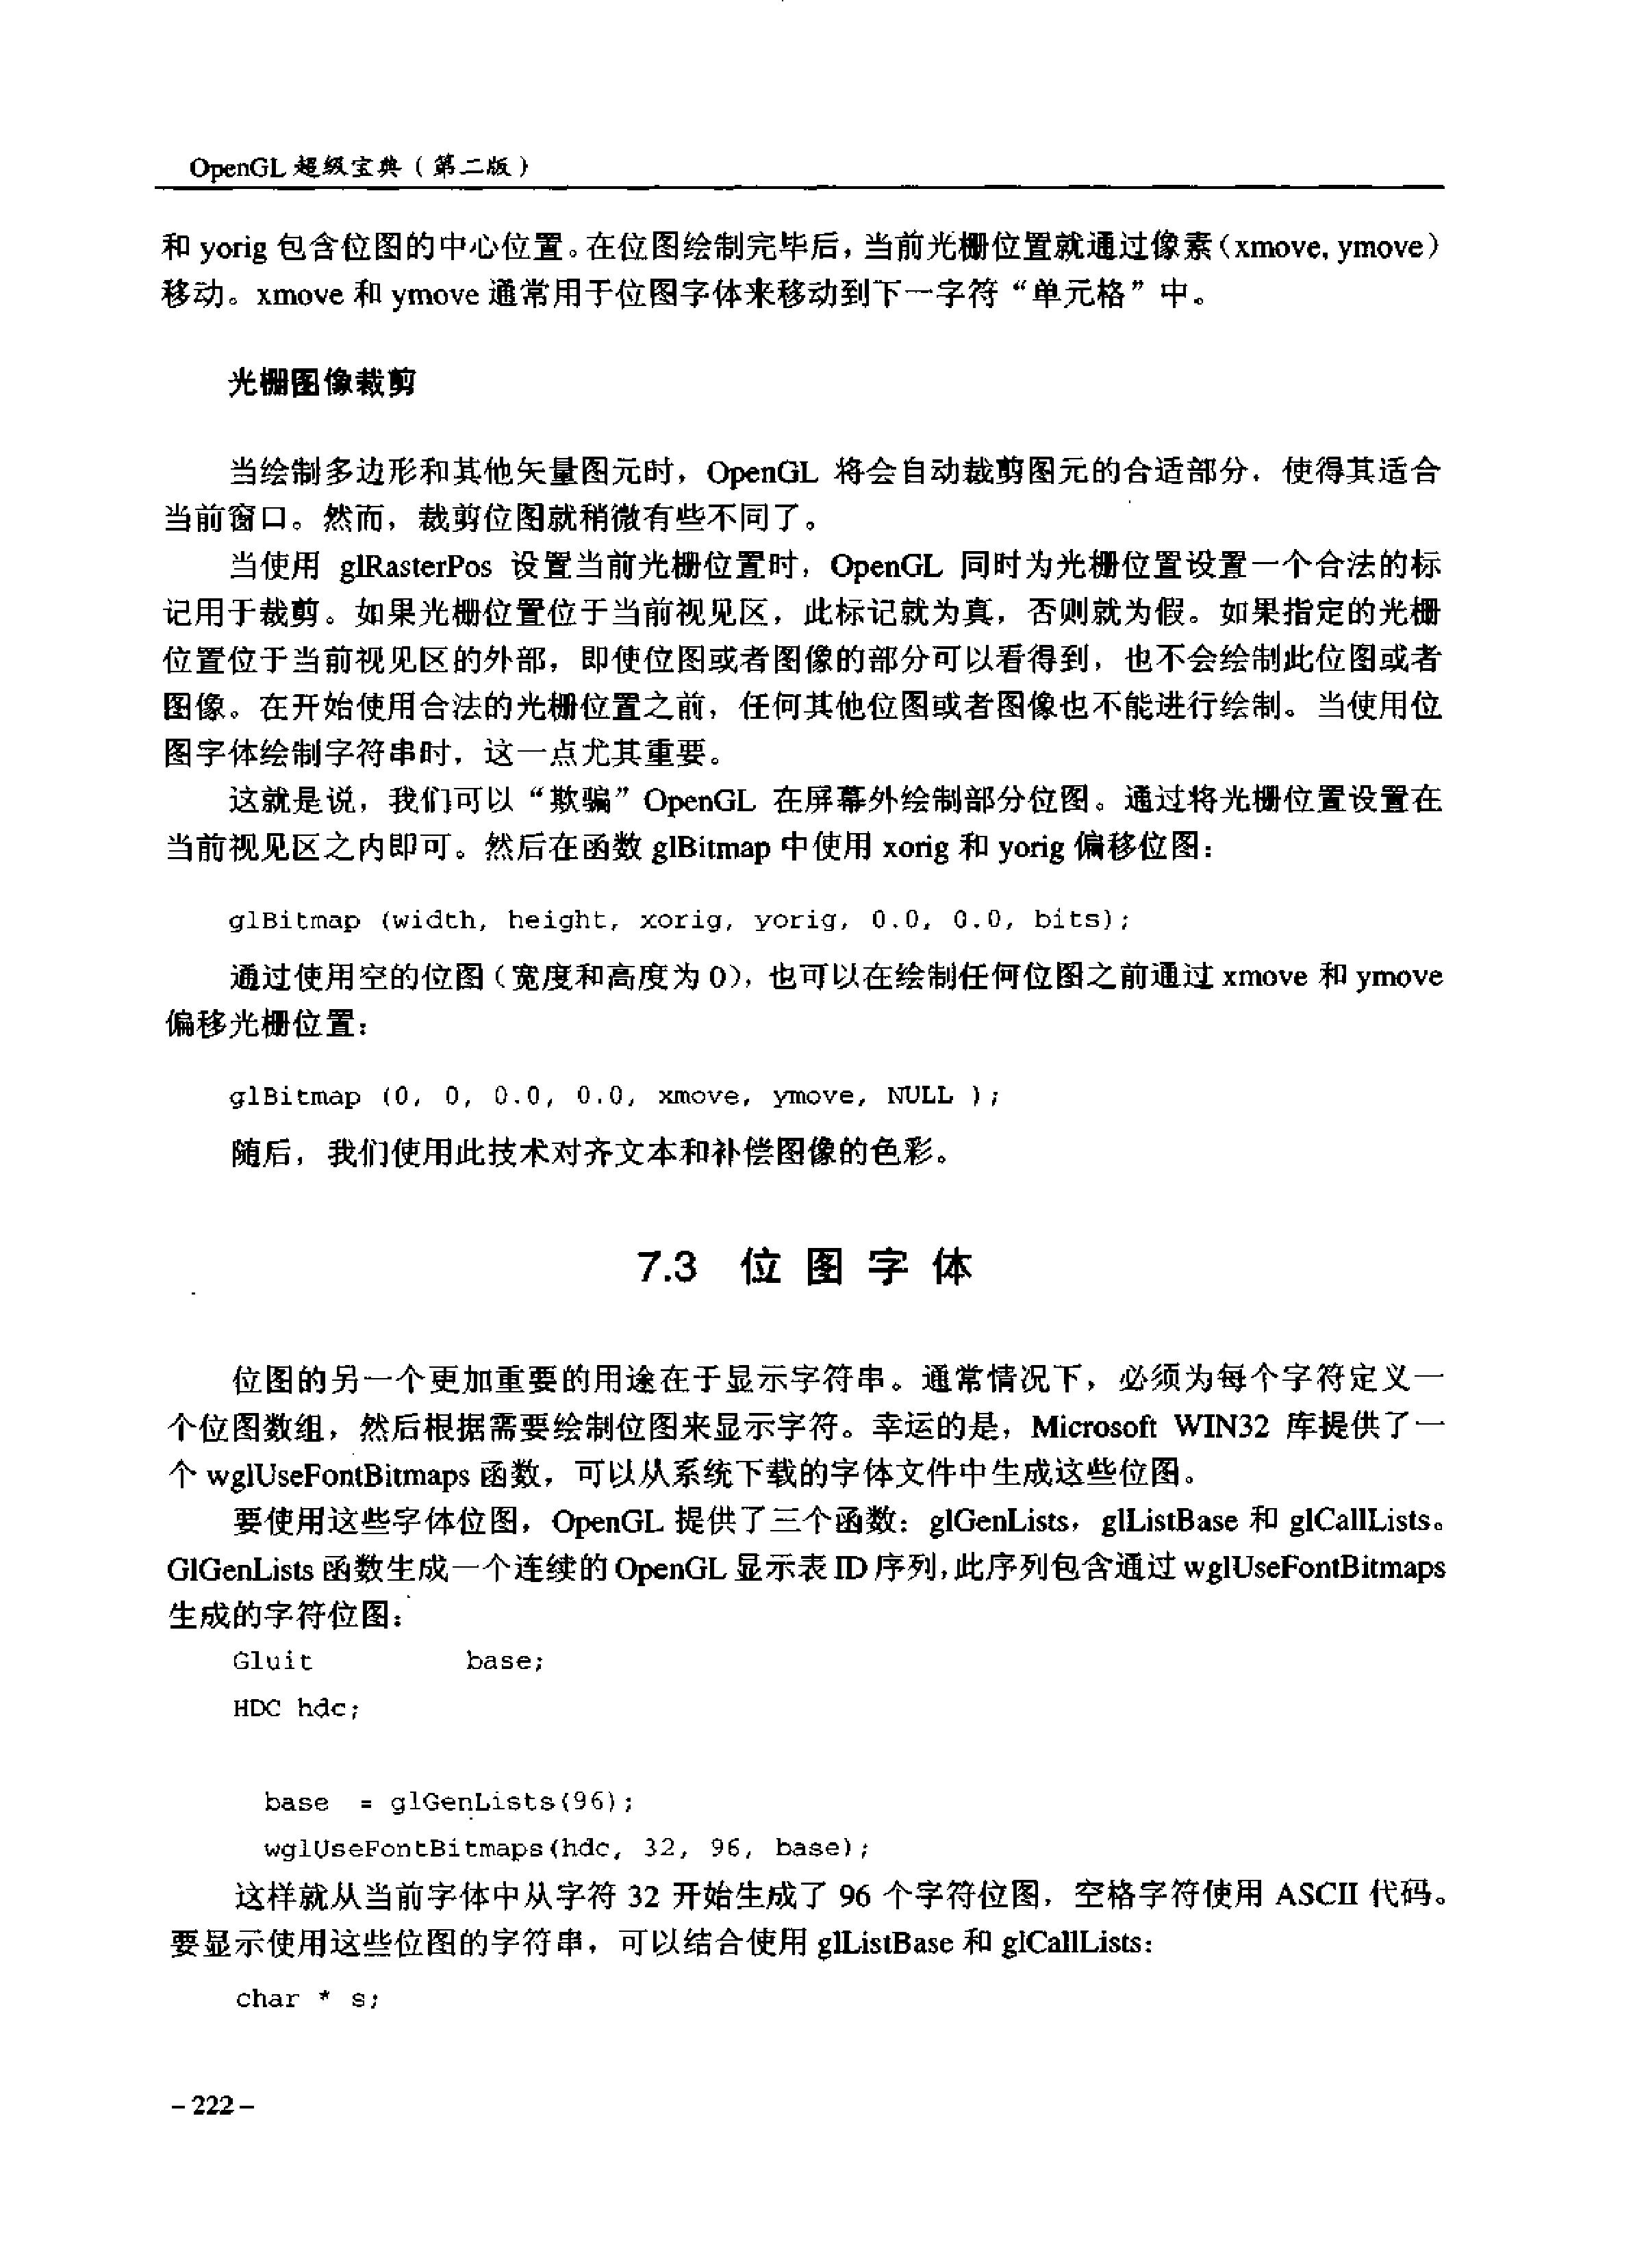 OpenGL 超级宝典（第二版）
和 yorig 包含位图的中心位置。在位图绘制完毕后，当前光栅位置就通过像素（xmove, ymove）
移动。xmove 和 ymove 通常用于位图字体来移动到下一字符“单元格”中。
光栅图像裁剪
当绘制多边形和其他矢量图元时，OpenGL 将会自动裁剪图元的合适部分，使得其适合
当前窗口。然而，裁剪位图就稍微有些不同了。
当使用 glRasterPos 设置当前光栅位置时，OpenGL 同时为光栅位置设置一个合法的标
记用于裁剪。如果光栅位置位于当前视见区，此标记就为真，否则就为假。如果指定的光栅
位置位于当前视见区的外部，即使位图或者图像的部分可以看得到，也不会绘制此位图或者
图像。在开始使用合法的光栅位置之前，任何其他位图或者图像也不能进行绘制。当使用位
图字体绘制字符串时，这一点尤其重要。
这就是说，我们可以“欺骗”OpenGL 在屏幕外绘制部分位图。通过将光栅位置设置在
当前视见区之内即可。然后在函数 glBitmap 中使用 xorig 和 yorig 偏移位图：
glBitmap (width, height, xorig, yorig, 0.0, 0.0, bits);
通过使用空的位图（宽度和高度为 0），也可以在绘制任何位图之前通过 xmove 和 ymove
偏移光栅位置：
glBitmap (0, 0, 0.0, 0.0, xmove, ymove, NULL );
随后，我们使用此技术对齐文本和补偿图像的色彩。
7.3 位图字体
位图的另一个更加重要的用途在于显示字符串。通常情况下，必须为每个字符定义一
个位图数组，然后根据需要绘制位图来显示字符。幸运的是，Microsoft WIN32 库提供了一
个 wglUseFontBitmaps 函数，可以从系统下载的字体文件中生成这些位图。
要使用这些字体位图，OpenGL 提供了三个函数：glGenLists，glListBase 和 glCallLists。
GlGenLists 函数生成一个连续的 OpenGL 显示表 ID 序列，此序列包含通过 wglUseFontBitmaps
生成的字符位图：
Gluit base;
HDC hdc;
base = glGenLists(96);
wglUseFontBitmaps(hdc, 32, 96, base);
这样就从当前字体中从字符 32 开始生成了 96 个字符位图，空格字符使用 ASCII 代码。
要显示使用这些位图的字符串，可以结合使用 glListBase 和 glCallLists：
char * s;
－222－